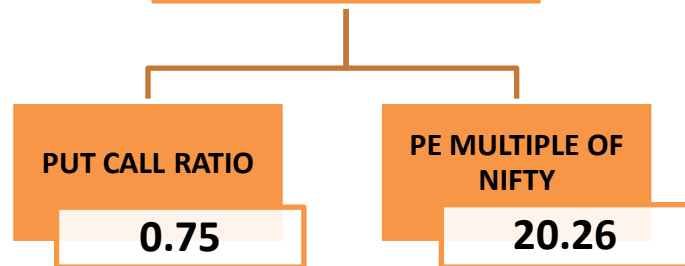 PUT CALL RATIO
0.75
PE MULTIPLE OF
NIFTY
20.26